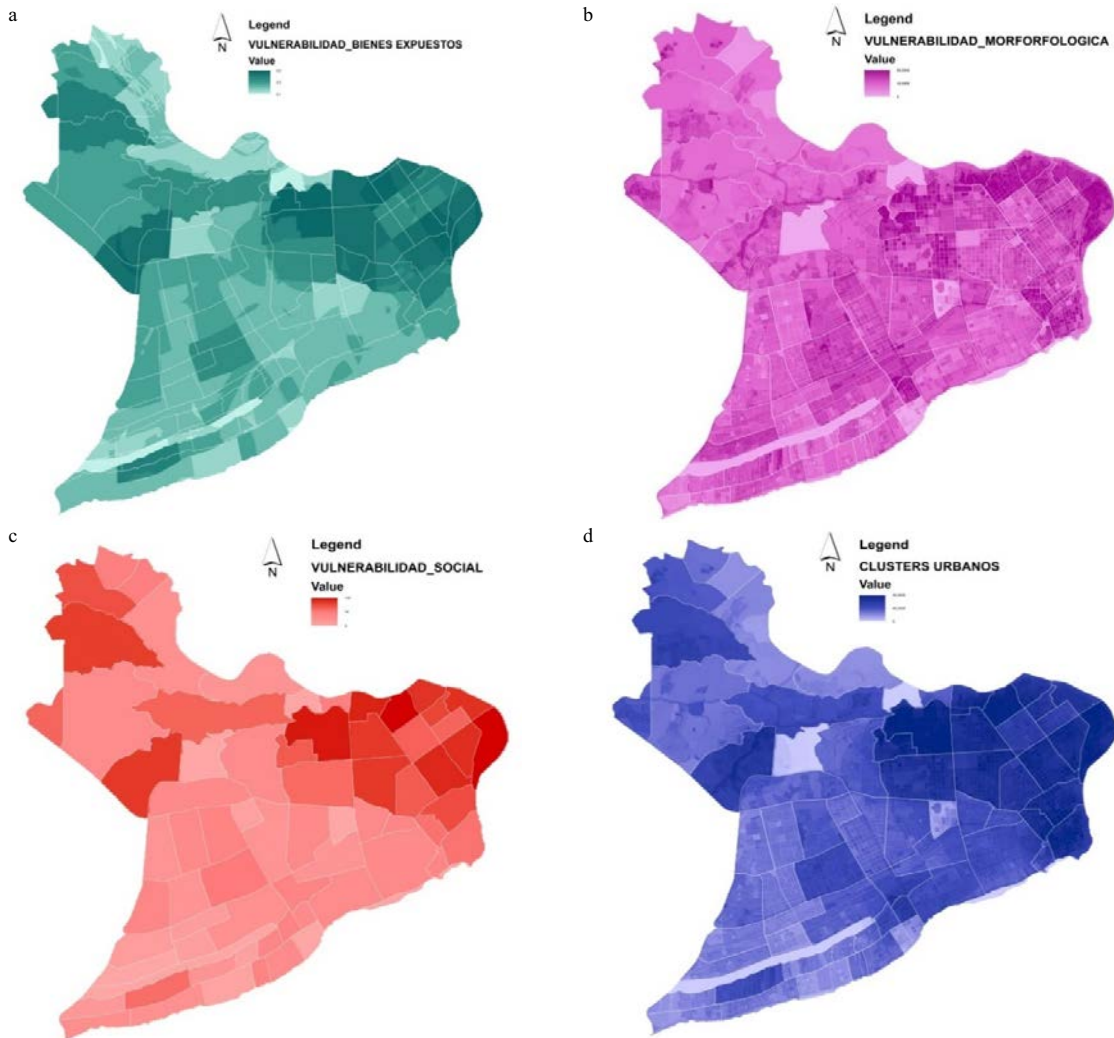 a
Legend
N
VULNERABILIDAD_BIENES EXPUESTOS
Value
b
Legend
N
VULNERABILIDAD_MORFORFOLOGICA
Value
c
Legend
N
VULNERABILIDAD_SOCIAL
Value
d
Legend
N
CLUSTERS URBANOS
Value